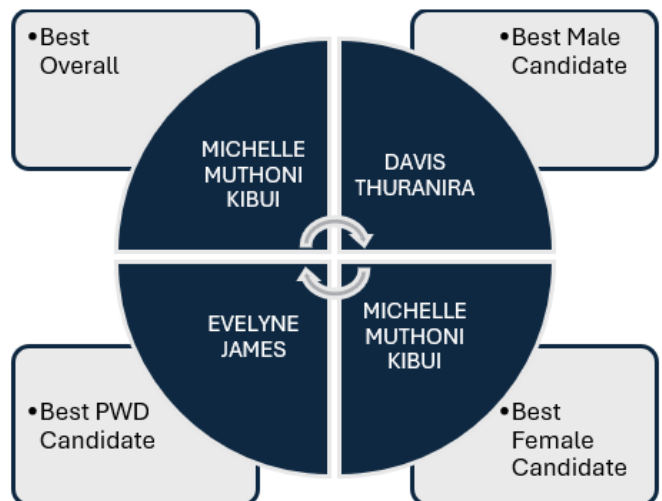 •Best
Overall
•Best Male
Candidate
MICHELLE
MUTHONI
KIBUI
DAVIS
THURANIRA
EVELYNE
JAMES
MICHELLE
MUTHONI
KIBUI
•Best PWD
Candidate
•Best
Female
Candidate